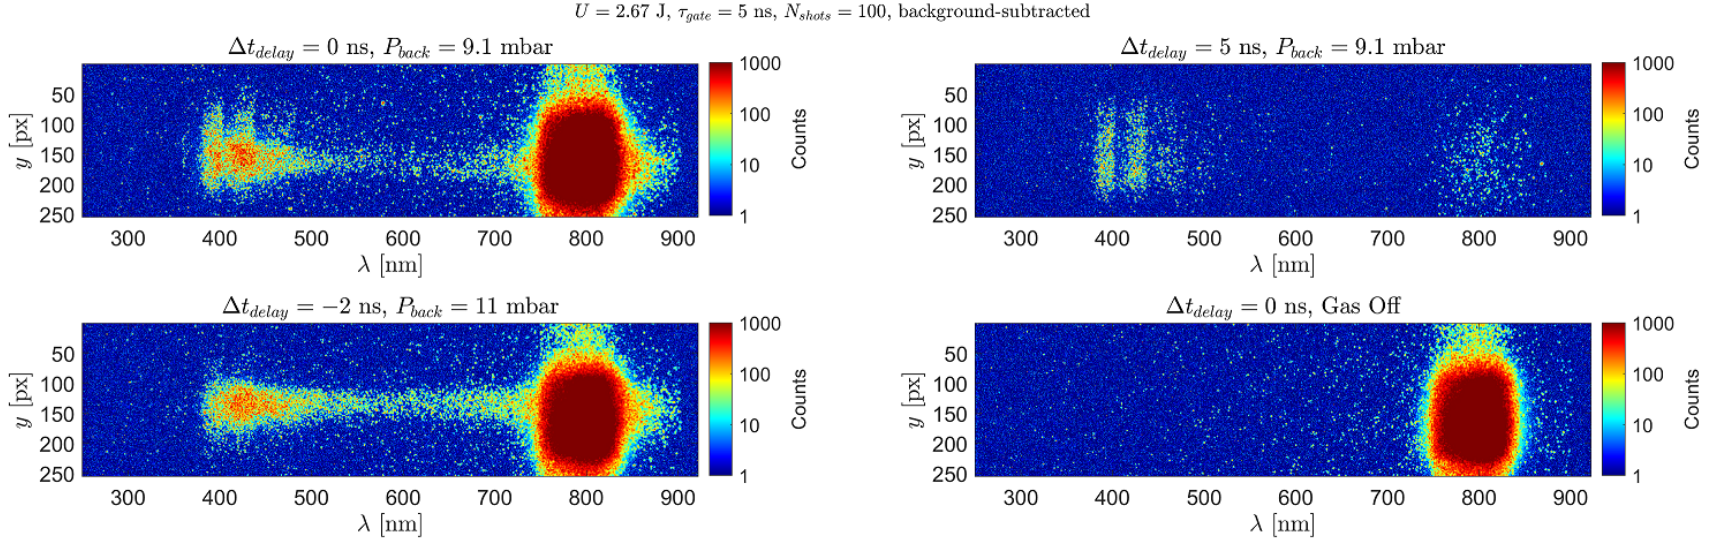 U = 2.67 J, τ_gate = 5 ns, N_shots = 100, background-subtracted
Δt_delay = 0 ns, P_back = 9.1 mbar
y [px]
50
100
150
200
250
300 400 500 600 700 800 900
λ [nm]
1000
100
10
1
Counts
Δt_delay = 5 ns, P_back = 9.1 mbar
y [px]
50
100
150
200
250
300 400 500 600 700 800 900
λ [nm]
1000
100
10
1
Counts
Δt_delay = −2 ns, P_back = 11 mbar
y [px]
50
100
150
200
250
300 400 500 600 700 800 900
λ [nm]
1000
100
10
1
Counts
Δt_delay = 0 ns, Gas Off
y [px]
50
100
150
200
250
300 400 500 600 700 800 900
λ [nm]
1000
100
10
1
Counts